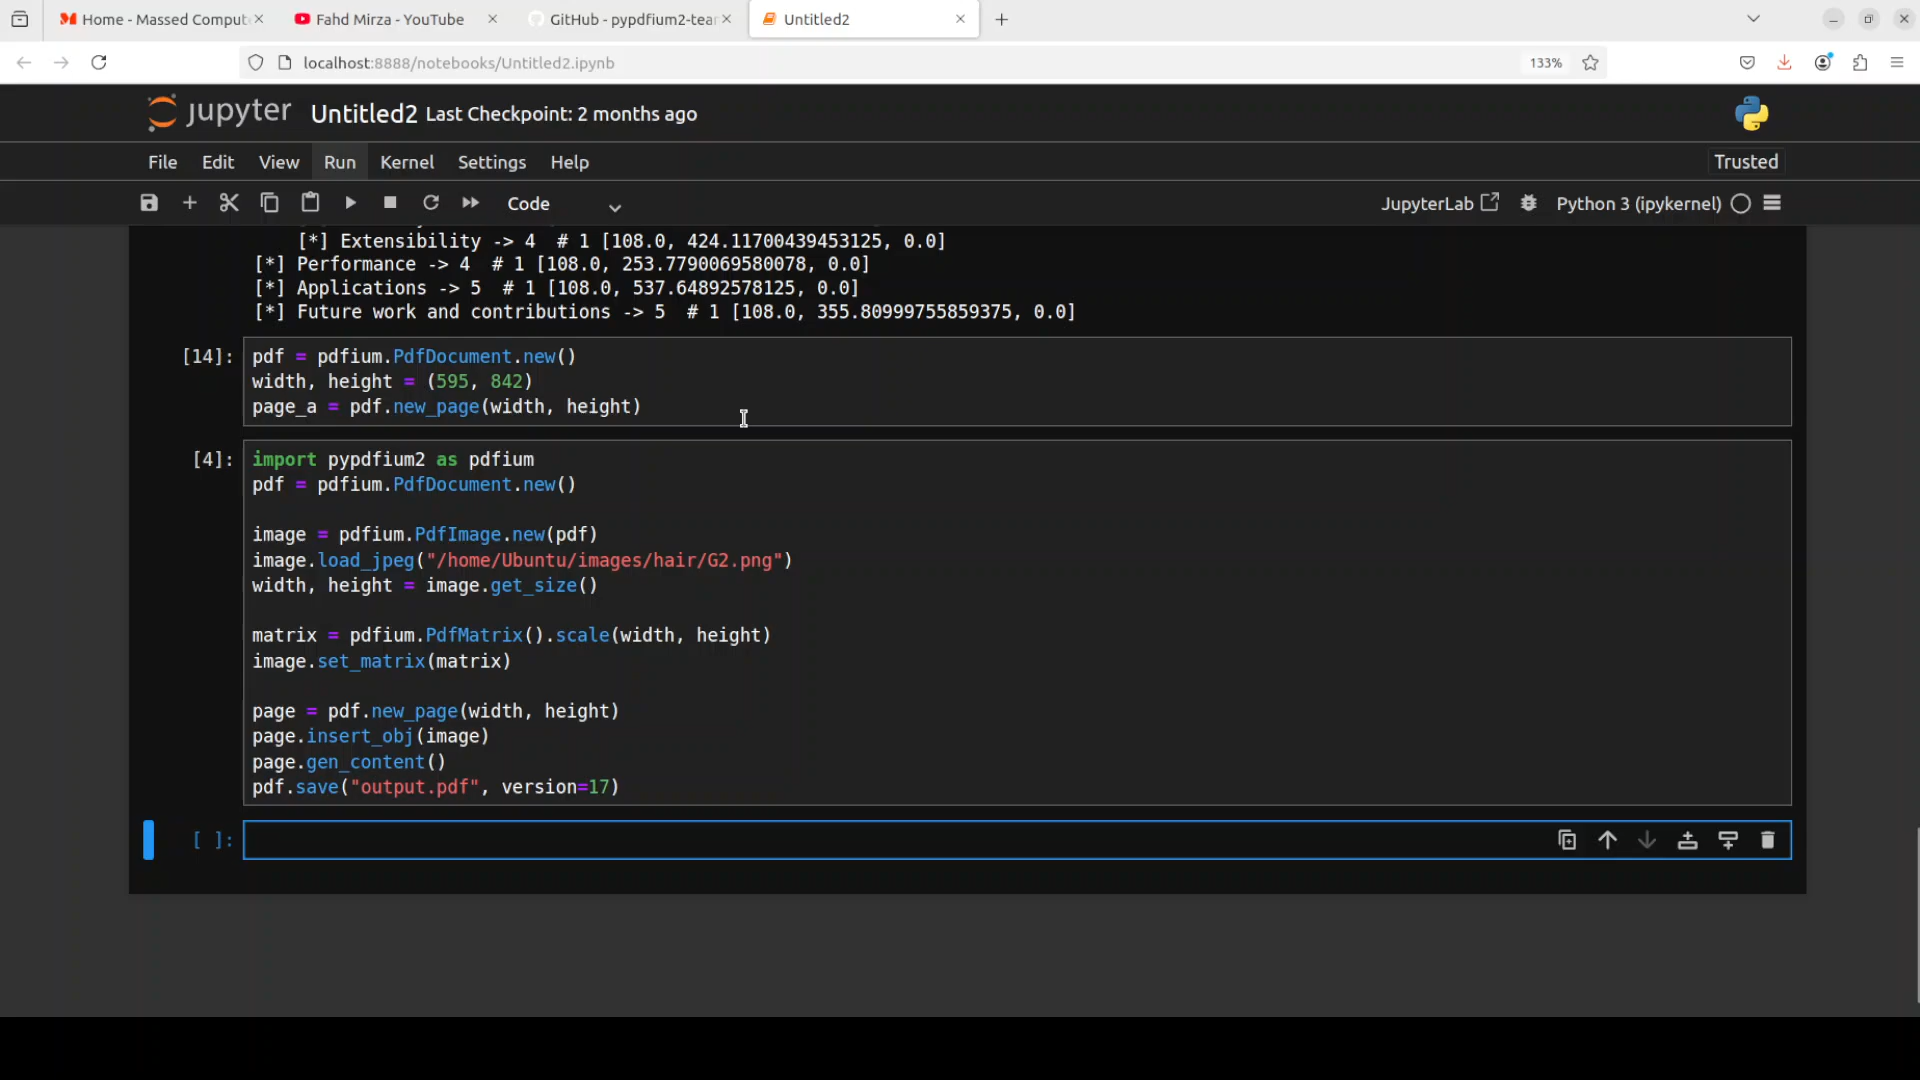 Home - Massed Comput
Fahd Mirza - YouTube
GitHub - pypdfium2-tea
Untitled2
localhost:8888/notebooks/Untitled2.ipynb
133%
jupyter Untitled2 Last Checkpoint: 2 months ago
File Edit View Run Kernel Settings Help
Trusted
Code
JupyterLab
Python 3 (ipykernel)
[*] Extensibility -> 4  # 1 [108.0, 424.11700439453125, 0.0]
[*] Performance -> 4  # 1 [108.0, 253.7790069580078, 0.0]
[*] Applications -> 5  # 1 [108.0, 537.64892578125, 0.0]
[*] Future work and contributions -> 5  # 1 [108.0, 355.80999755859375, 0.0]
[14]: pdf = pdfium.PdfDocument.new()
width, height = (595, 842)
page_a = pdf.new_page(width, height)
[4]: import pypdfium2 as pdfium
pdf = pdfium.PdfDocument.new()
image = pdfium.PdfImage.new(pdf)
image.load_jpeg("/home/Ubuntu/images/hair/G2.png")
width, height = image.get_size()
matrix = pdfium.PdfMatrix().scale(width, height)
image.set_matrix(matrix)
page = pdf.new_page(width, height)
page.insert_obj(image)
page.gen_content()
pdf.save("output.pdf", version=17)
[ ]: